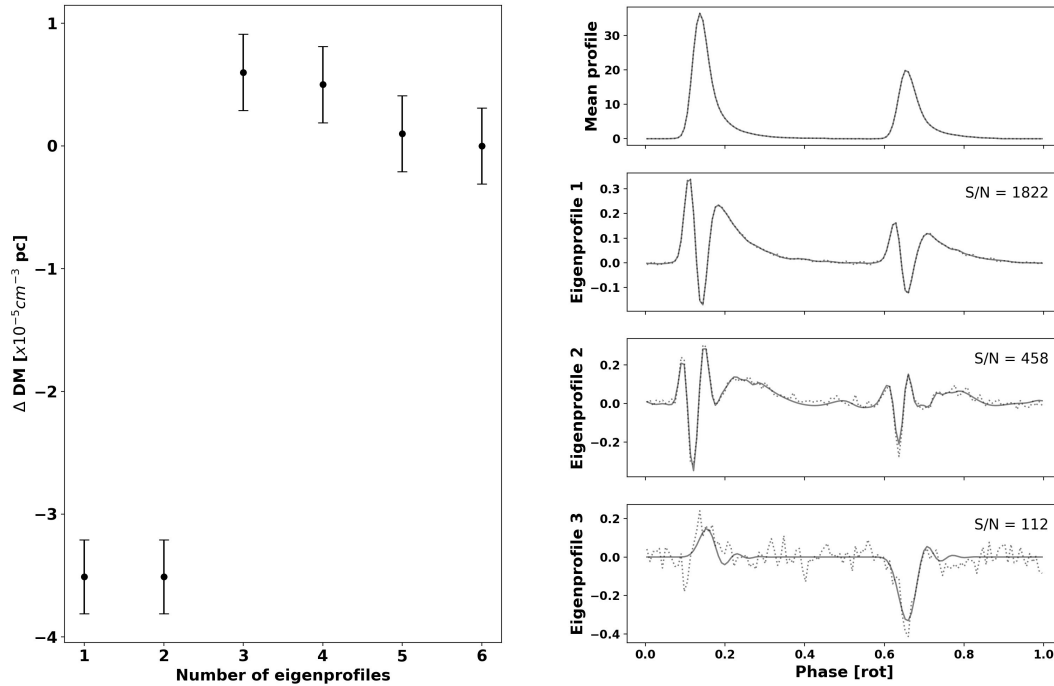 1
0
−1
−2
−3
−4
Δ DM [x10⁻⁵cm⁻³ pc]
1 2 3 4 5 6
Number of eigenprofiles
30
20
10
0
Mean profile
0.3
0.2
0.1
0.0
−0.1
Eigenprofile 1
S/N = 1822
0.2
0.0
−0.2
Eigenprofile 2
S/N = 458
0.2
0.0
−0.2
−0.4
Eigenprofile 3
S/N = 112
0.0 0.2 0.4 0.6 0.8 1.0
Phase [rot]